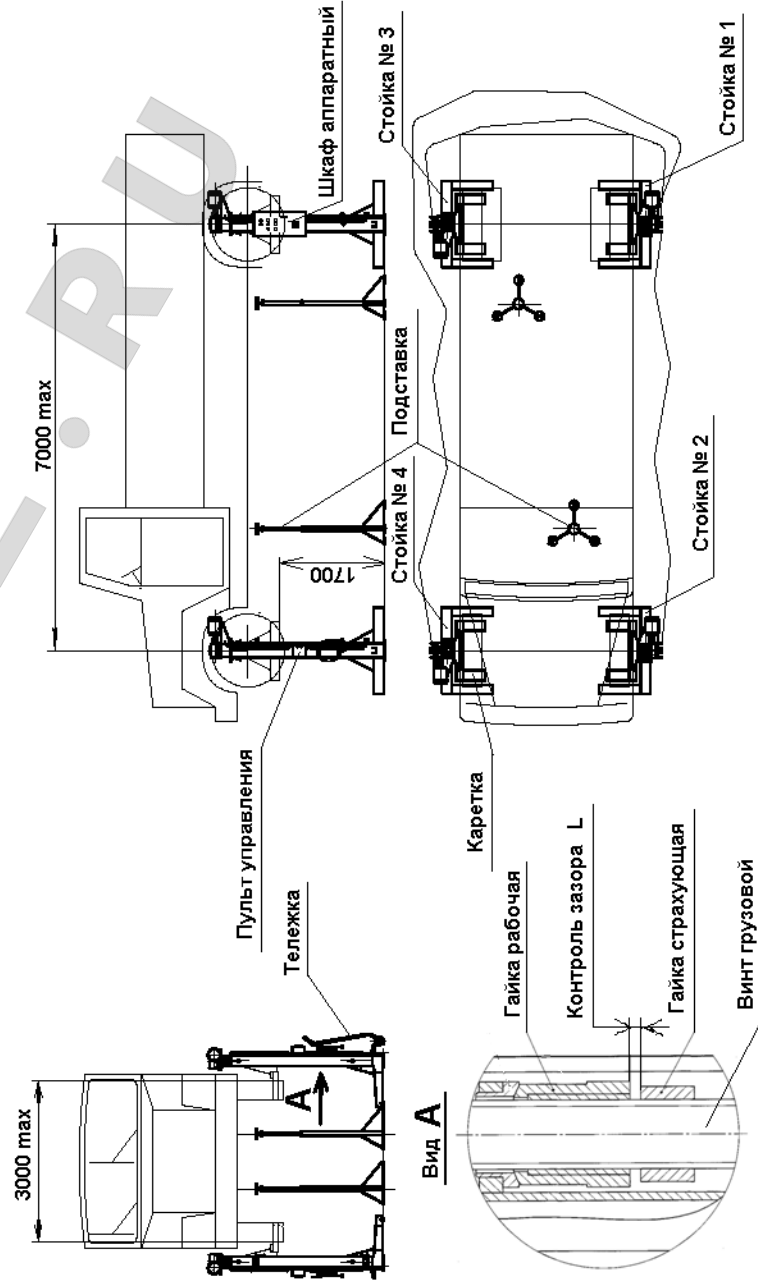 3000 max
7000 max
1700
Тележка
Пульт управления
Шкаф аппаратный
А
Вид А
Гайка рабочая
Контроль зазора L
Гайка страхующая
Винт грузовой
Каретка
Стойка № 4
Подставка
Стойка № 3
Стойка № 2
Стойка № 1
.RU